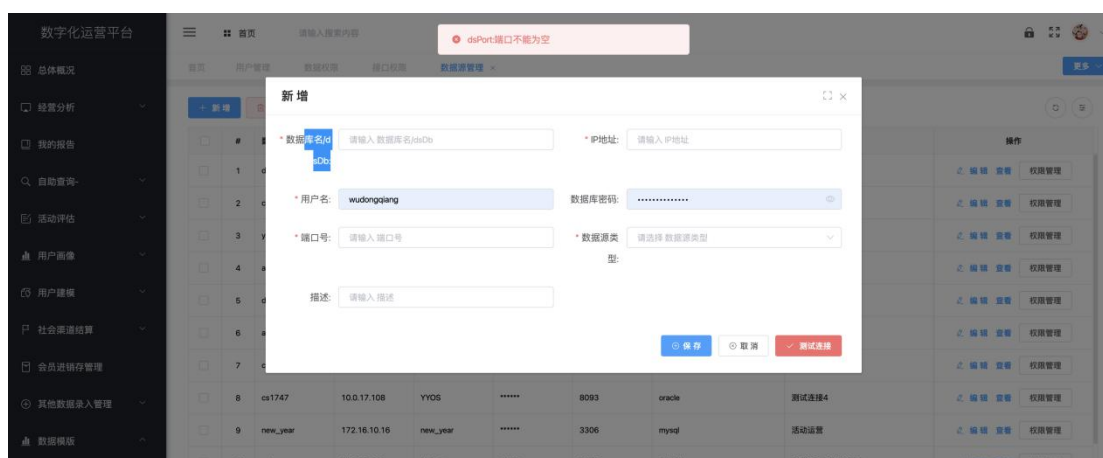 数字化运营平台
首页
请输入搜索内容
dsPort:端口不能为空
总体概况
首页 用户管理 数据权限 接口权限 数据源管理 ×
更多
经营分析
+ 新增
新增
我的报告
* 数据库名/d
sDb:
请输入 数据库名/dsDb
* IP地址:
请输入 IP地址
#
操作
自助查询-
1
编辑 查看 权限管理
* 用户名:
wudongqiang
数据库密码:
••••••••••••••
2
编辑 查看 权限管理
活动评估
* 端口号:
请输入 端口号
* 数据源类
型:
请选择 数据源类型
3
编辑 查看 权限管理
用户画像
4
编辑 查看 权限管理
用户建模
描述:
请输入 描述
5
编辑 查看 权限管理
社会渠道结算
6
编辑 查看 权限管理
保存 取消 测试连接
会员进销存管理
7
编辑 查看 权限管理
其他数据录入管理
8 cs1747 10.0.17.108 YYOS ****** 8093 oracle 测试连接4 编辑 查看 权限管理
数据模版
9 new_year 172.16.10.16 new_year ****** 3306 mysql 活动运营 编辑 查看 权限管理